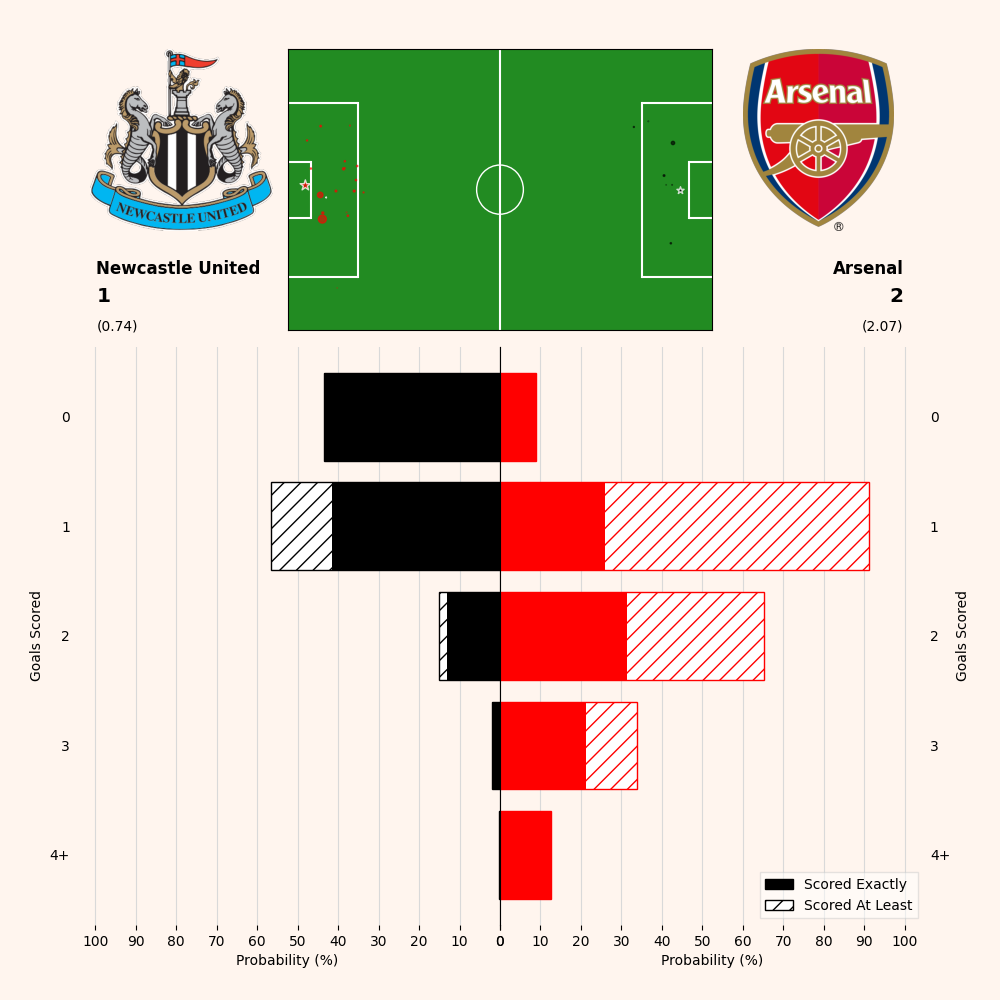 NEWCASTLE UNITED
Arsenal
®
Newcastle United
1
(0.74)
Arsenal
2
(2.07)
0
1
2
3
4+
Goals Scored
0
1
2
3
4+
Goals Scored
Scored Exactly
Scored At Least
100 90 80 70 60 50 40 30 20 10 0
0 10 20 30 40 50 60 70 80 90 100
Probability (%)
Probability (%)